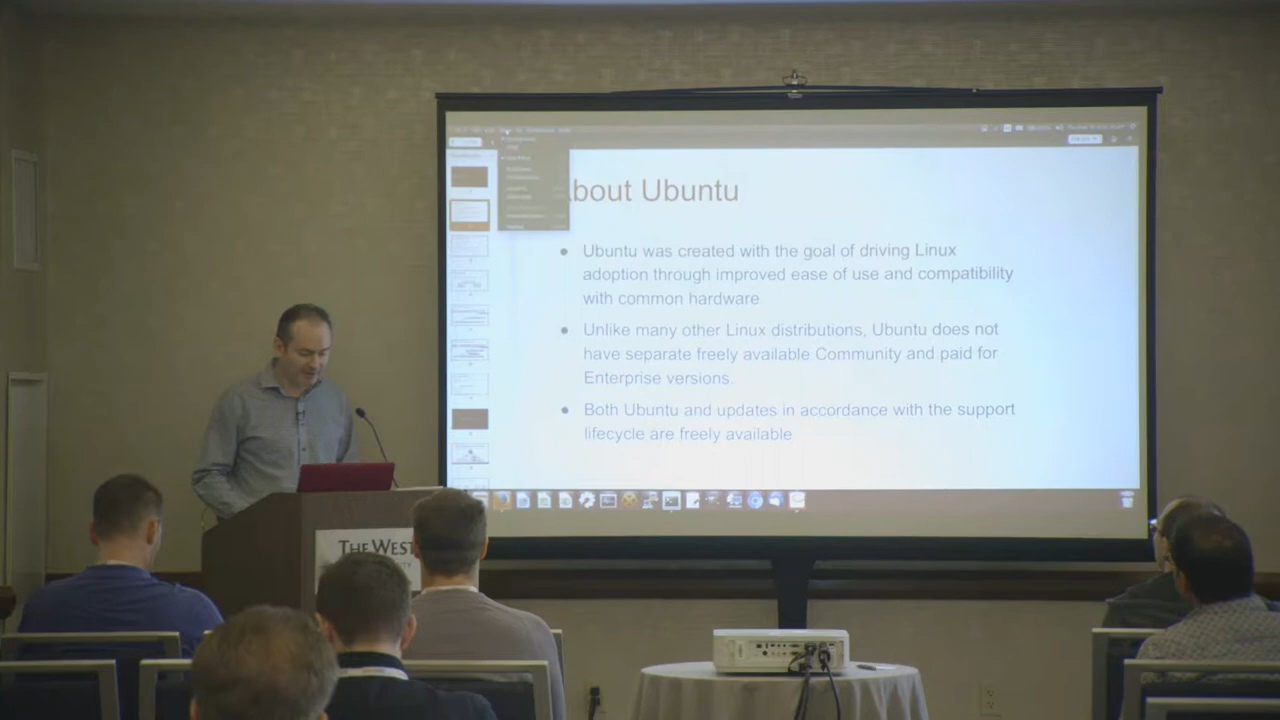 bout Ubuntu
Ubuntu was created with the goal of driving Linux
adoption through improved ease of use and compatibility
with common hardware
Unlike many other Linux distributions, Ubuntu does not
have separate freely available Community and paid for
Enterprise versions.
Both Ubuntu and updates in accordance with the support
lifecycle are freely available
THE WEST